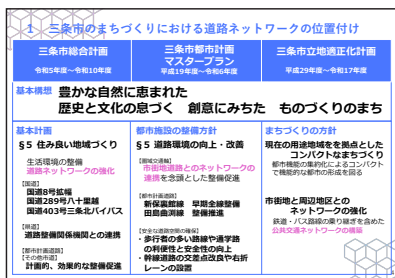 1 三条市のまちづくりにおける道路ネットワークの位置付け
三条市総合計画
令和5年度〜令和10年度
三条市都市計画
マスタープラン
平成19年度〜令和6年度
三条市立地適正化計画
平成29年度〜令和17年度
基本構想 豊かな自然に恵まれた
歴史と文化の息づく 創意にみちた ものづくりのまち
基本計画
§5 住み良い地域づくり
生活環境の整備
道路ネットワークの強化
【国道】
国道8号拡幅
国道289号八十里越
国道403号三条北バイパス
【県道】
道路整備関係機関との連携
【都市計画道路】
【その他市道】
計画的、効果的な整備促進
都市施設の整備方針
§5 道路環境の向上・改善
【圏域交通軸】
市街地道路とのネットワークの
連携を念頭とした整備促進
【都市計画道路】
新保裏館線 早期全線整備
田島曲渕線 整備推進
【安全な道路空間の確保】
・歩行者の多い路線や通学路
の利便性と安全性の向上
・幹線道路の交差点改良や右折
レーンの設置
まちづくりの方針
現在の用途地域を拠点とした
コンパクトなまちづくり
都市機能の集約化によるコンパクト
で機能的な都市の形成を図る
市街地と周辺地区との
ネットワークの強化
鉄道・バス路線の乗り継ぎを含めた
公共交通ネットワークの構築